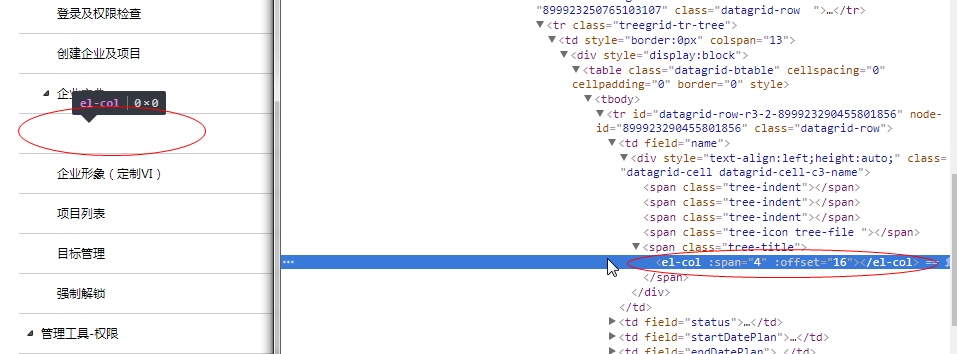 登录及权限检查
创建企业及项目
el-col 0×0
企业形象（定制VI）
项目列表
目标管理
强制解锁
管理工具-权限
"899923250765103107" class="datagrid-row  ">…</tr>
<tr class="treegrid-tr-tree">
<td style="border:0px" colspan="13">
<div style="display:block">
<table class="datagrid-btable" cellspacing="0"
cellpadding="0" border="0" style>
<tbody>
<tr id="datagrid-row-r3-2-899923290455801856" node-
id="899923290455801856" class="datagrid-row">
<td field="name">
<div style="text-align:left;height:auto;" class=
"datagrid-cell datagrid-cell-c3-name">
<span class="tree-indent"></span>
<span class="tree-indent"></span>
<span class="tree-indent"></span>
<span class="tree-icon tree-file "></span>
<span class="tree-title">
<el-col :span="4" :offset="16"></el-col> ==
</span>
</div>
</td>
<td field="status">…</td>
<td field="startDatePlan">…</td>
<td field="endDatePlan">…</td>